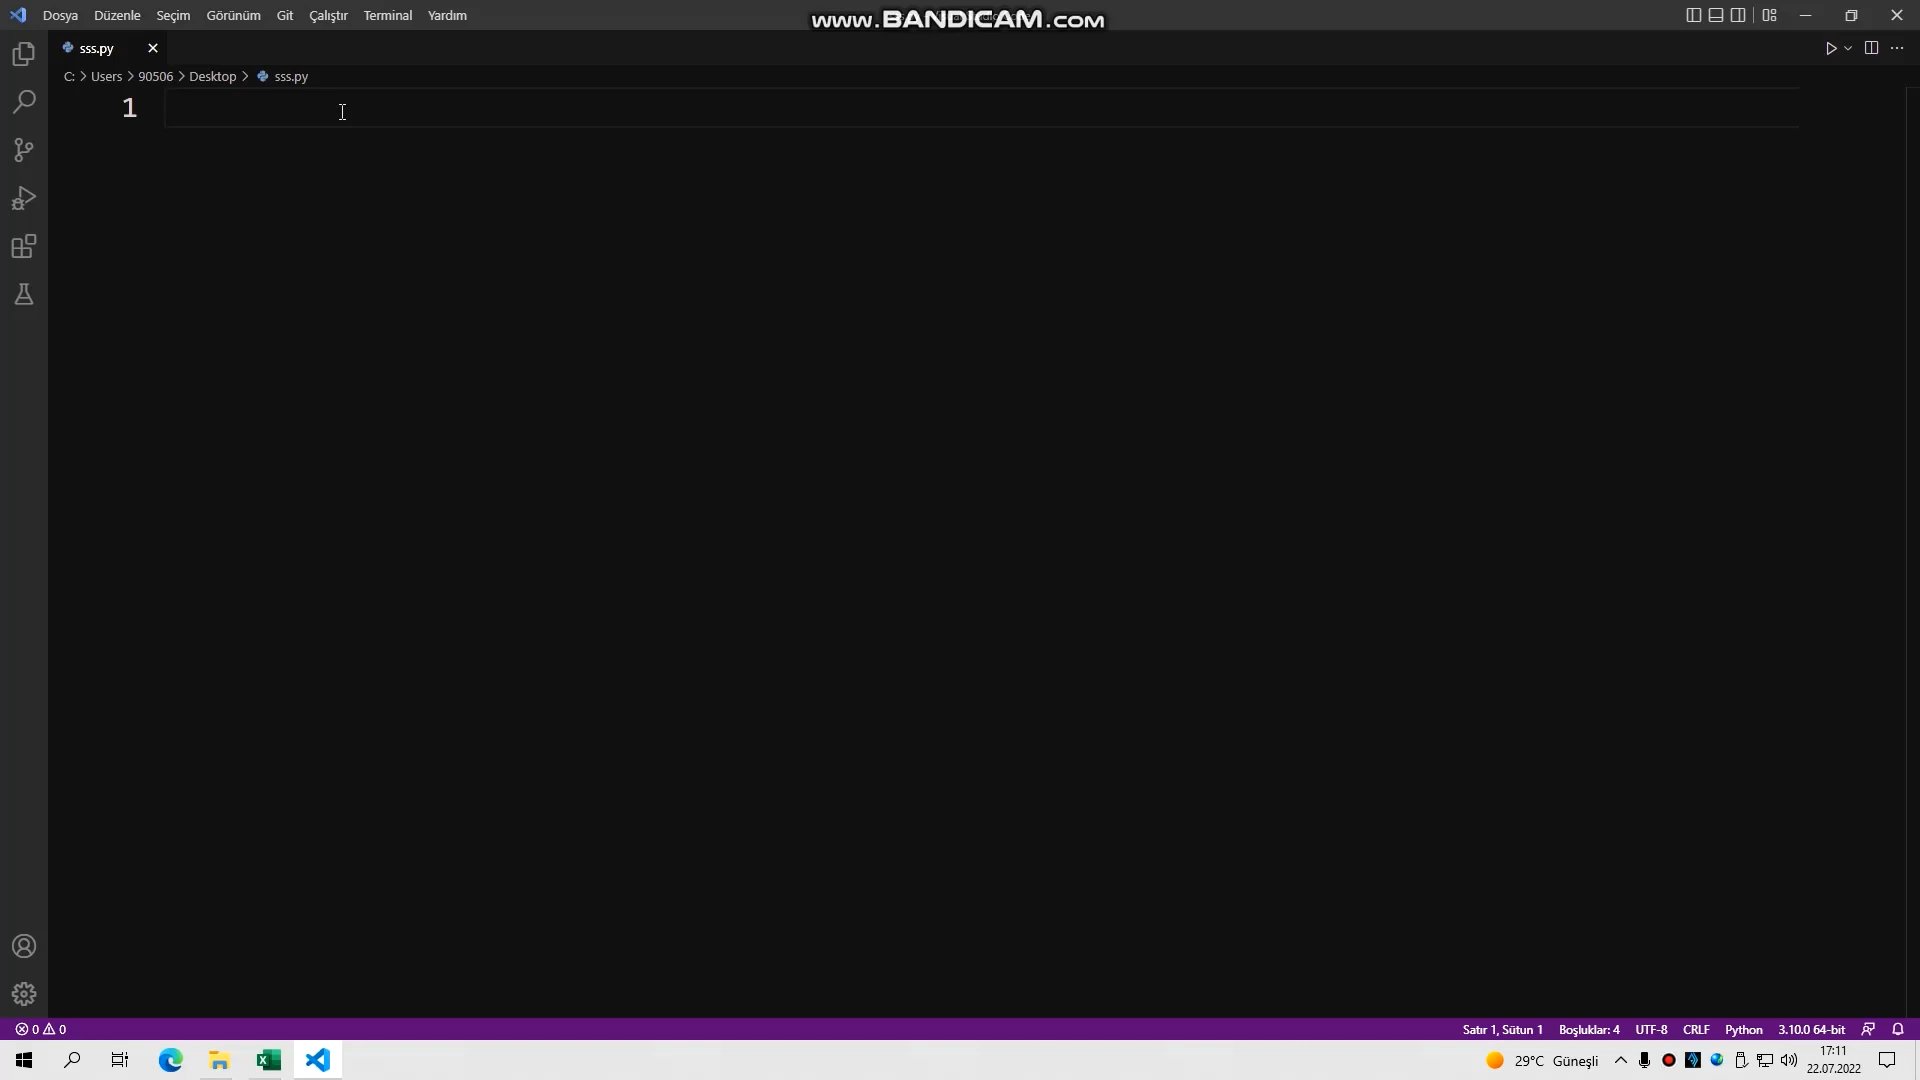 Dosya Düzenle Seçim Görünüm Git Çalıştır Terminal Yardım
www.BANDICAM.com
sss.py
C: > Users > 90506 > Desktop > sss.py
1
0 0
Satır 1, Sütun 1 Boşluklar: 4 UTF-8 CRLF Python 3.10.0 64-bit
29°C Güneşli
17:11
22.07.2022